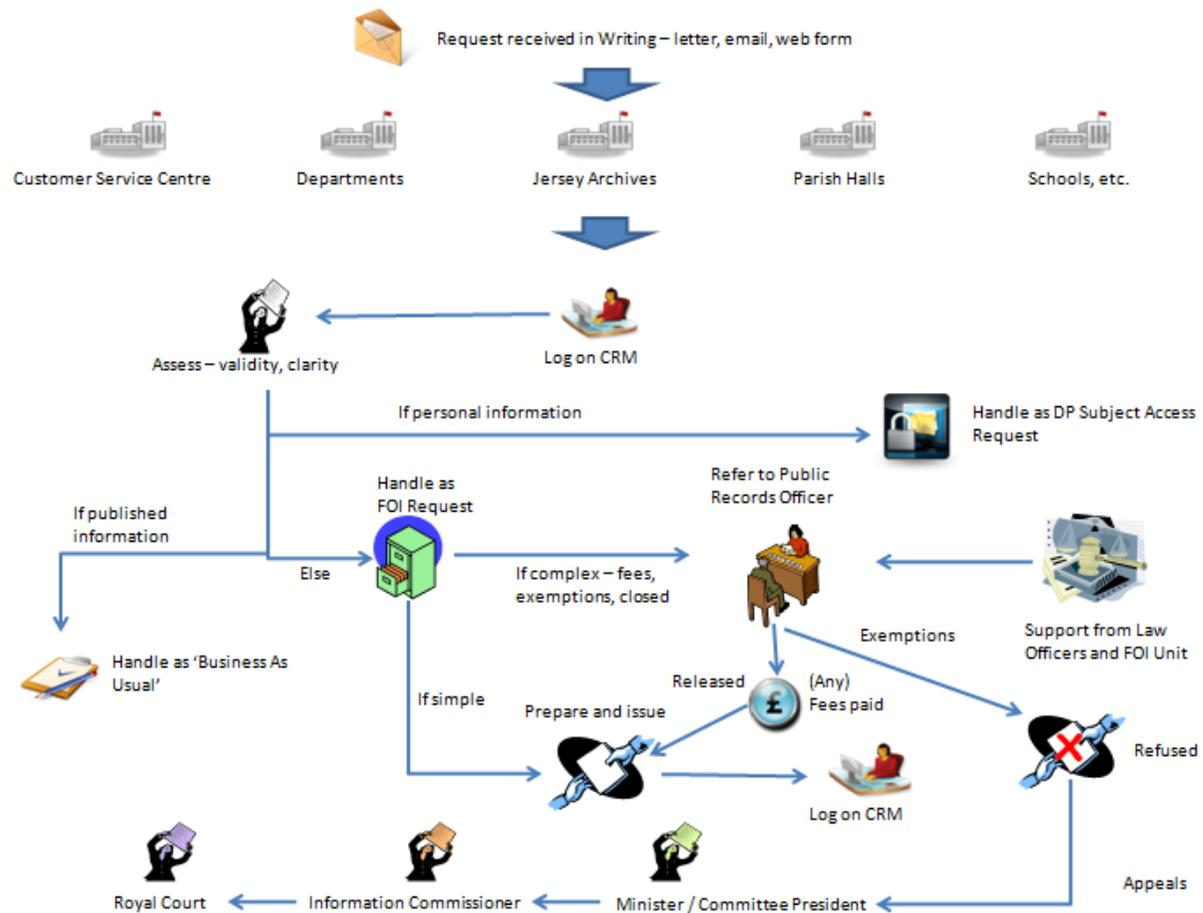 Request received in Writing – letter, email, web form
Customer Service Centre
Departments
Jersey Archives
Parish Halls
Schools, etc.
Assess – validity, clarity
Log on CRM
If personal information
Handle as DP Subject Access
Request
Handle as
FOI Request
Refer to Public
Records Officer
If published
information
Else
If complex – fees,
exemptions, closed
Exemptions
Support from Law
Officers and FOI Unit
Handle as ‘Business As
Usual’
If simple
Released
(Any)
Fees paid
£
Prepare and issue
Refused
Log on CRM
Appeals
Royal Court
Information Commissioner
Minister / Committee President